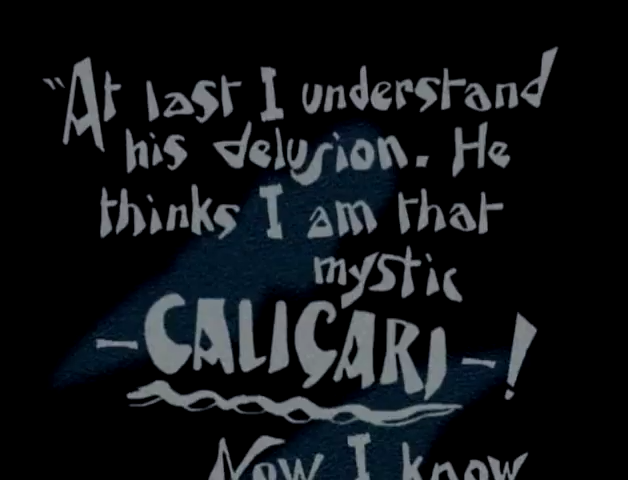 "At last I understand
his delusion. He
thinks I am that
mystic
- CALIGARI - !
Now I know